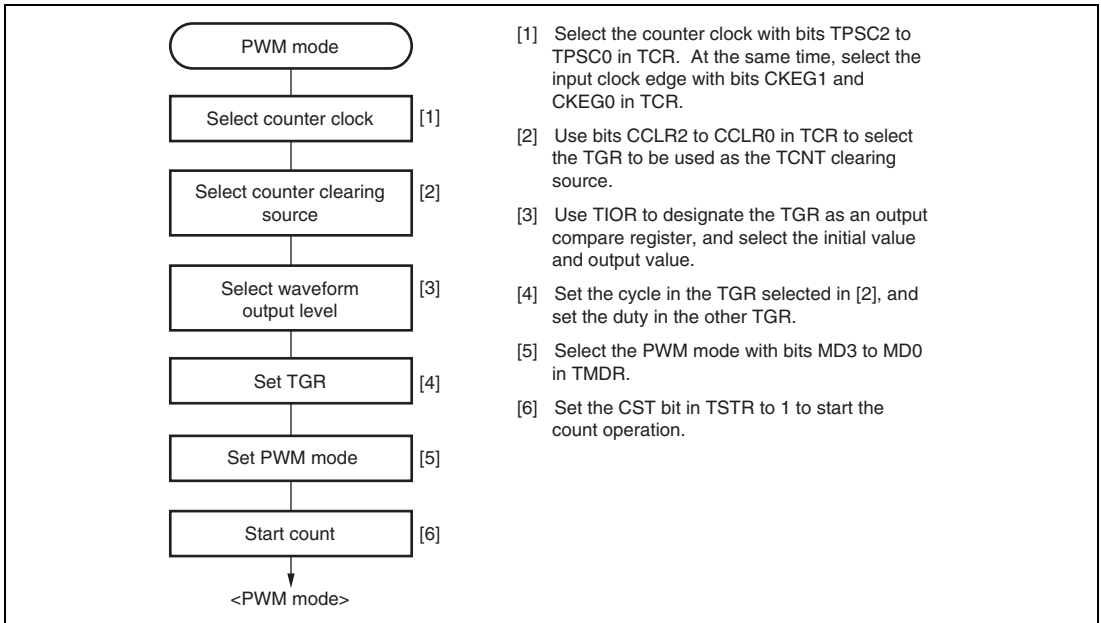 PWM mode
Select counter clock
[1]
Select counter clearing
source
[2]
Select waveform
output level
[3]
Set TGR
[4]
Set PWM mode
[5]
Start count
[6]
<PWM mode>
[1] Select the counter clock with bits TPSC2 to
TPSC0 in TCR. At the same time, select the
input clock edge with bits CKEG1 and
CKEG0 in TCR.
[2] Use bits CCLR2 to CCLR0 in TCR to select
the TGR to be used as the TCNT clearing
source.
[3] Use TIOR to designate the TGR as an output
compare register, and select the initial value
and output value.
[4] Set the cycle in the TGR selected in [2], and
set the duty in the other TGR.
[5] Select the PWM mode with bits MD3 to MD0
in TMDR.
[6] Set the CST bit in TSTR to 1 to start the
count operation.